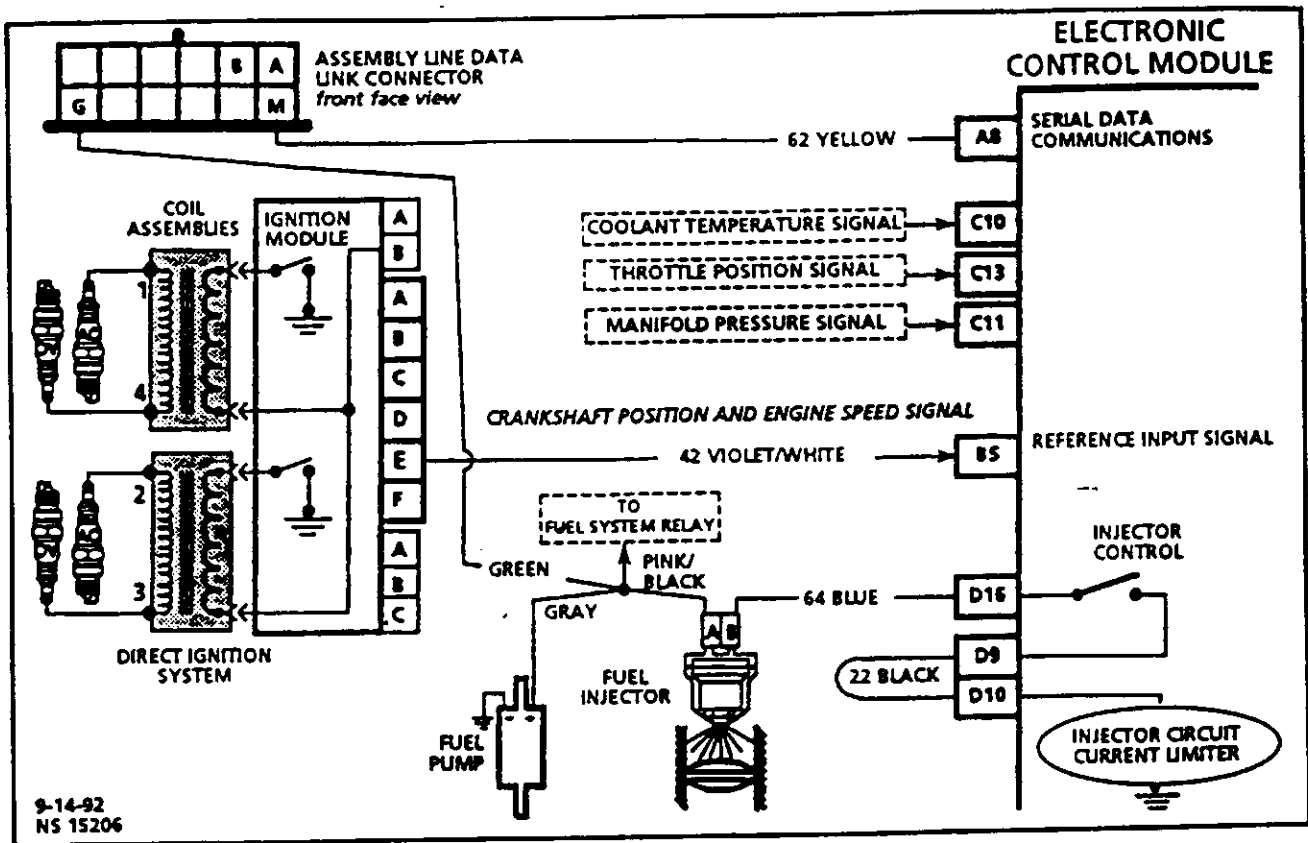 ELECTRONIC
CONTROL MODULE
ASSEMBLY LINE DATA
LINK CONNECTOR
front face view
B A
G M
62 YELLOW
A8
SERIAL DATA
COMMUNICATIONS
COIL
ASSEMBLIES
IGNITION
MODULE
A
B
A
B
C
D
E
F
A
B
C
1
4
2
3
DIRECT IGNITION
SYSTEM
COOLANT TEMPERATURE SIGNAL
C10
THROTTLE POSITION SIGNAL
C13
MANIFOLD PRESSURE SIGNAL
C11
CRANKSHAFT POSITION AND ENGINE SPEED SIGNAL
42 VIOLET/WHITE
B5
REFERENCE INPUT SIGNAL
TO
FUEL SYSTEM RELAY
GREEN
PINK/
BLACK
GRAY
A B
64 BLUE
D16
INJECTOR
CONTROL
D9
22 BLACK
D10
FUEL
INJECTOR
FUEL
PUMP
INJECTOR CIRCUIT
CURRENT LIMITER
9-14-92
NS 15206